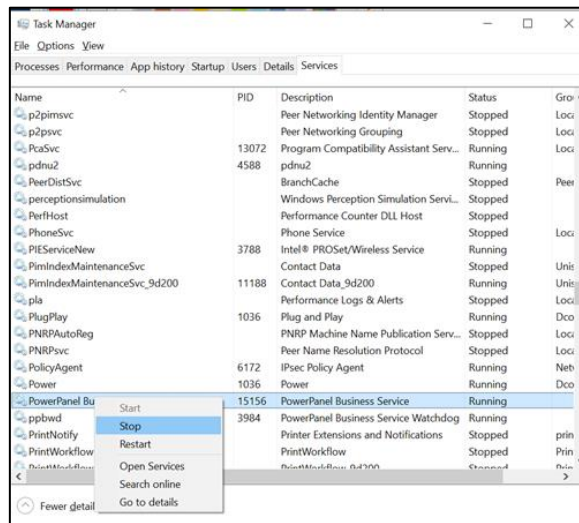 Task Manager
File Options View
Processes Performance App history Startup Users Details Services
Name PID Description Status Gro
p2pimsvc Peer Networking Identity Manager Stopped Loca
p2psvc Peer Networking Grouping Stopped Loca
PcaSvc 13072 Program Compatibility Assistant Serv... Running Loca
pdnu2 4588 pdnu2 Running
PeerDistSvc BranchCache Stopped Peer
perceptionsimulation Windows Perception Simulation Servi... Stopped
PerfHost Performance Counter DLL Host Stopped
PhoneSvc Phone Service Stopped Loca
PIEServiceNew 3788 Intel® PROSet/Wireless Service Running
PimIndexMaintenanceSvc Contact Data Stopped Unis
PimIndexMaintenanceSvc_9d200 11188 Contact Data_9d200 Running Unis
pla Performance Logs & Alerts Stopped Loca
PlugPlay 1036 Plug and Play Running Dco
PNRPAutoReg PNRP Machine Name Publication Serv... Stopped Loca
PNRPsvc Peer Name Resolution Protocol Stopped Loca
PolicyAgent 6172 IPsec Policy Agent Running Netv
Power 1036 Power Running Dco
PowerPanel Bu 15156 PowerPanel Business Service Running
ppbwd 3984 PowerPanel Business Service Watchdog Running
PrintNotify Printer Extensions and Notifications Stopped prin
PrintWorkflow PrintWorkflow Stopped Prin
PrintWorkflow PrintWorkflow_9d200 Stopped Prin
Start
Stop
Restart
Open Services
Search online
Go to details
Fewer detail